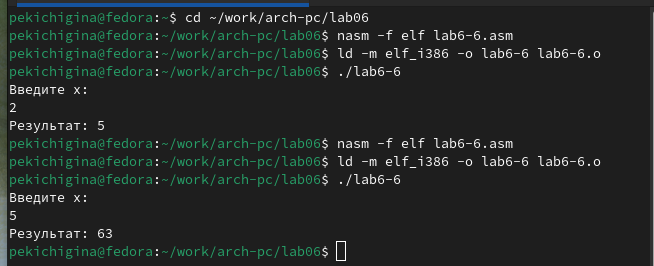 pekichigina@fedora:~$ cd ~/work/arch-pc/lab06
pekichigina@fedora:~/work/arch-pc/lab06$ nasm -f elf lab6-6.asm
pekichigina@fedora:~/work/arch-pc/lab06$ ld -m elf_i386 -o lab6-6 lab6-6.o
pekichigina@fedora:~/work/arch-pc/lab06$ ./lab6-6
Введите x:
2
Результат: 5
pekichigina@fedora:~/work/arch-pc/lab06$ nasm -f elf lab6-6.asm
pekichigina@fedora:~/work/arch-pc/lab06$ ld -m elf_i386 -o lab6-6 lab6-6.o
pekichigina@fedora:~/work/arch-pc/lab06$ ./lab6-6
Введите x:
5
Результат: 63
pekichigina@fedora:~/work/arch-pc/lab06$